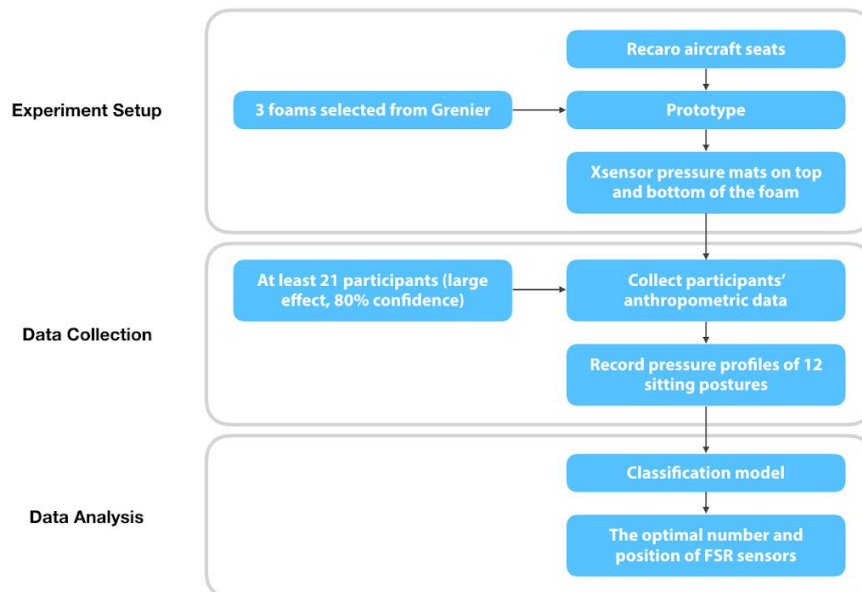 Experiment Setup
Recaro aircraft seats
3 foams selected from Grenier
Prototype
Xsensor pressure mats on top
and bottom of the foam
Data Collection
At least 21 participants (large
effect, 80% confidence)
Collect participants’
anthropometric data
Record pressure profiles of 12
sitting postures
Data Analysis
Classification model
The optimal number and
position of FSR sensors